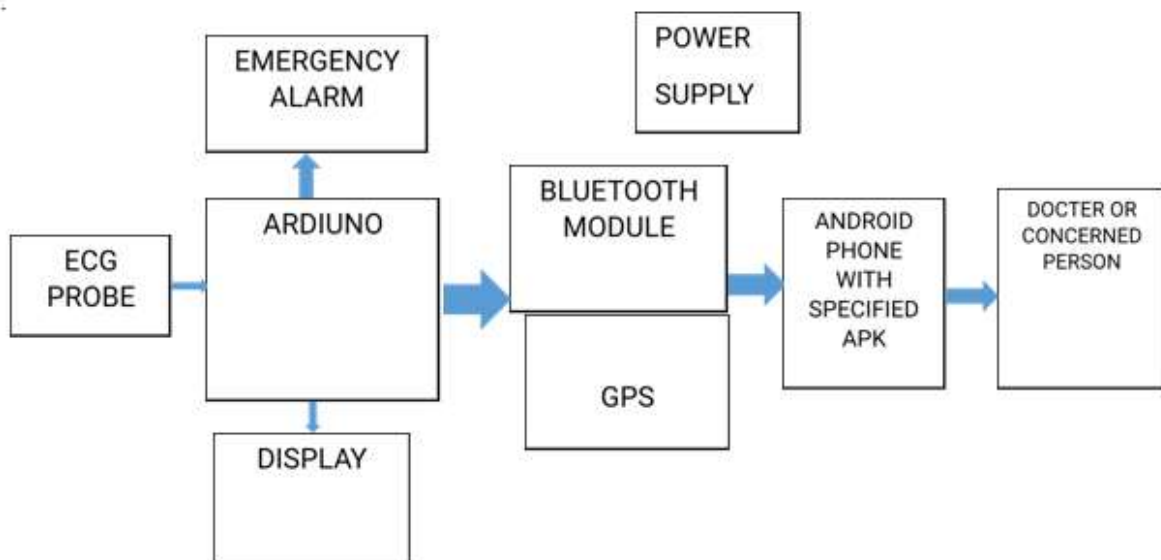 EMERGENCY
ALARM
POWER
SUPPLY
ARDIUNO
BLUETOOTH
MODULE
ECG
PROBE
ANDROID
PHONE
WITH
SPECIFIED
APK
DOCTER OR
CONCERNED
PERSON
GPS
DISPLAY